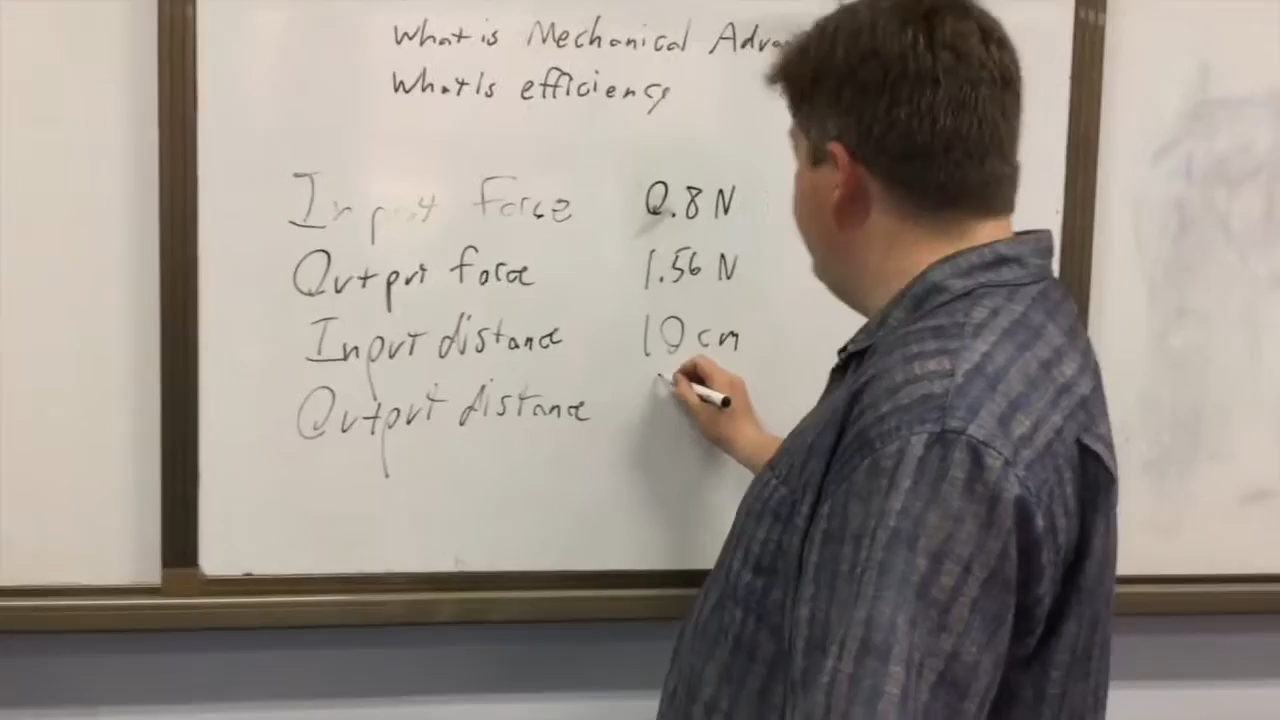 What is Mechanical Adva
What Is efficiency
Input force 0.8 N
Output force 1.56 N
Input distance 10 cm
Output distance